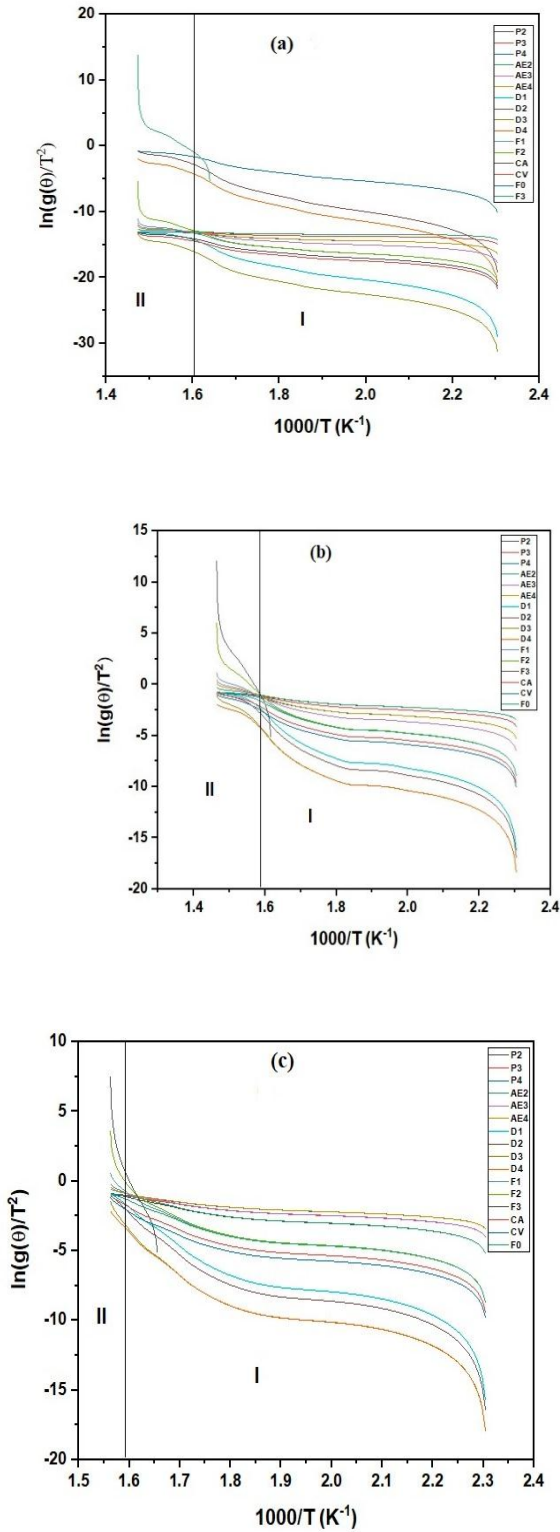 (a)
ln(g(θ)/T²)
20
10
0
-10
-20
-30
P2
P3
P4
AE2
AE3
AE4
D1
D2
D3
D4
F1
F2
CA
CV
F0
F3
II
I
1.4 1.6 1.8 2.0 2.2 2.4
1000/T (K⁻¹)
(b)
ln(g(θ)/T²)
15
10
5
0
-5
-10
-15
-20
P2
P3
P4
AE2
AE3
AE4
D1
D2
D3
D4
F1
F2
F3
CA
CV
F0
II
I
1.4 1.6 1.8 2.0 2.2 2.4
1000/T (K⁻¹)
(c)
ln(g(θ)/T²)
10
5
0
-5
-10
-15
-20
P2
P3
P4
AE2
AE3
AE4
D1
D2
D3
D4
F1
F2
F3
CA
CV
F0
II
I
1.5 1.6 1.7 1.8 1.9 2.0 2.1 2.2 2.3 2.4
1000/T (K⁻¹)